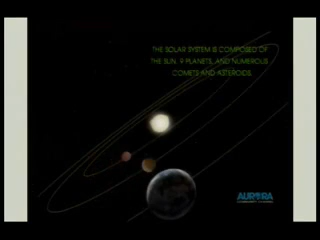 THE SOLAR SYSTEM IS COMPOSED OF
THE SUN, 9 PLANETS, AND NUMEROUS
COMETS AND ASTEROIDS.
AURORA